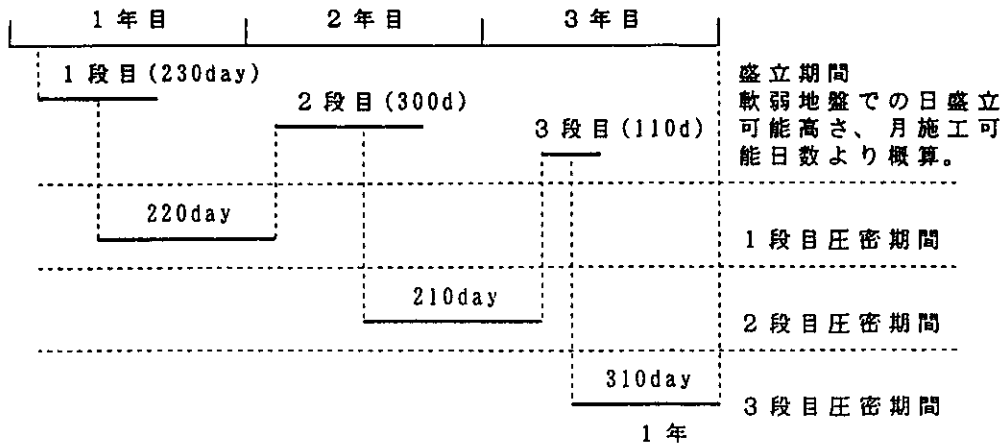 1年目 2年目 3年目
1段目(230day)
2段目(300d)
3段目(110d)
盛立期間
軟弱地盤での日盛立
可能高さ、月施工可
能日数より概算。
220day
1段目圧密期間
210day
2段目圧密期間
310day
3段目圧密期間
1年